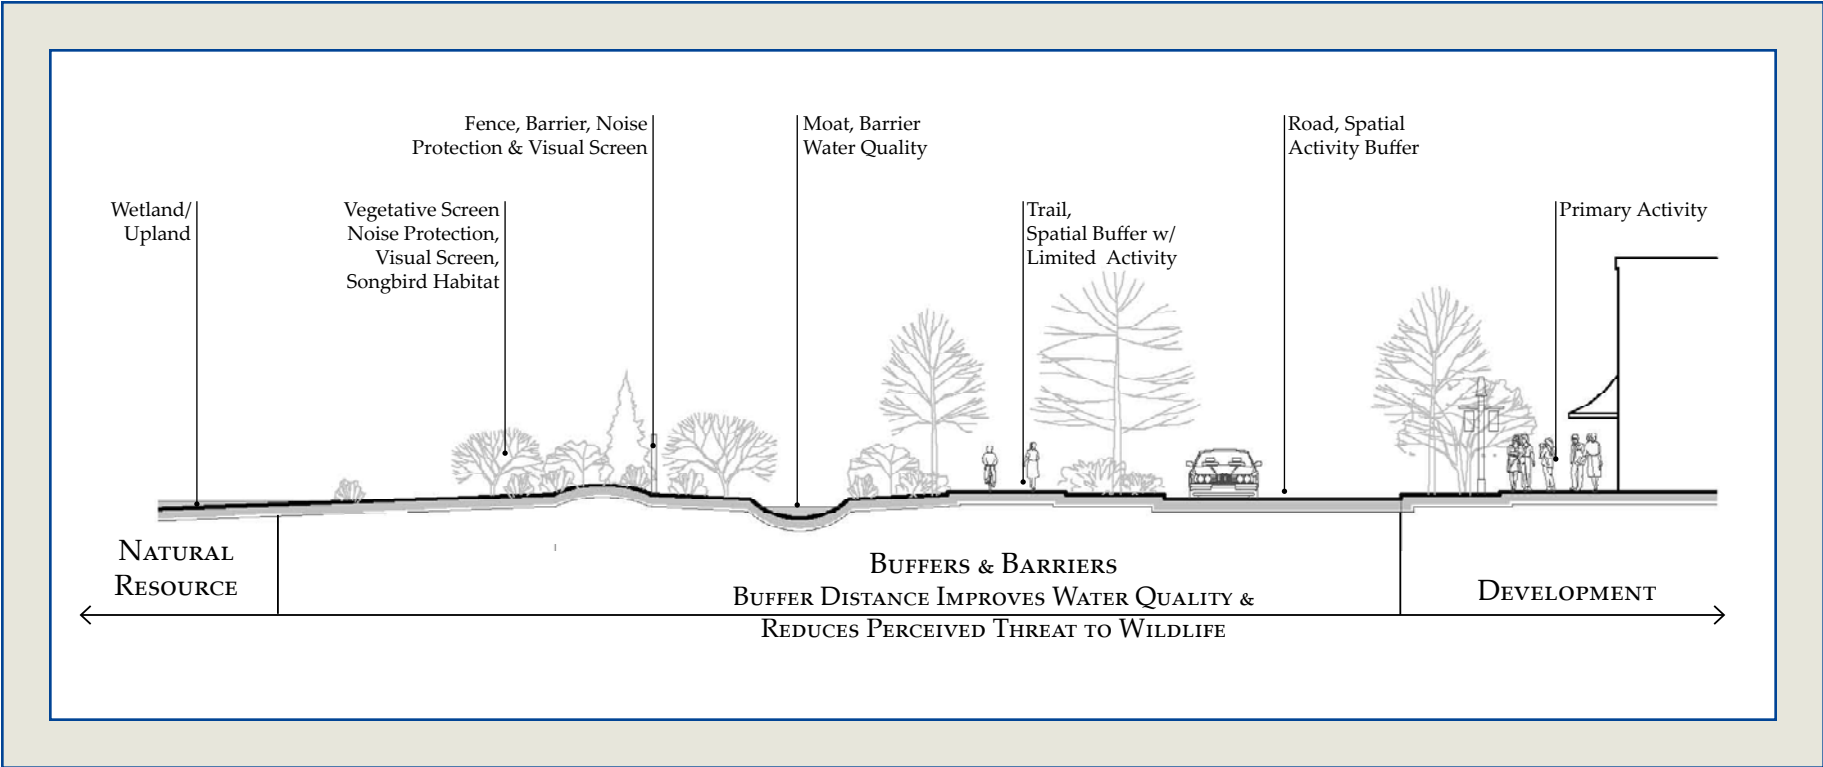 Fence, Barrier, Noise
Protection & Visual Screen
Moat, Barrier
Water Quality
Road, Spatial
Activity Buffer
Wetland/
Upland
Vegetative Screen
Noise Protection,
Visual Screen,
Songbird Habitat
Trail,
Spatial Buffer w/
Limited Activity
Primary Activity
Natural
Resource
Buffers & Barriers
Buffer Distance Improves Water Quality &
Reduces Perceived Threat to Wildlife
Development